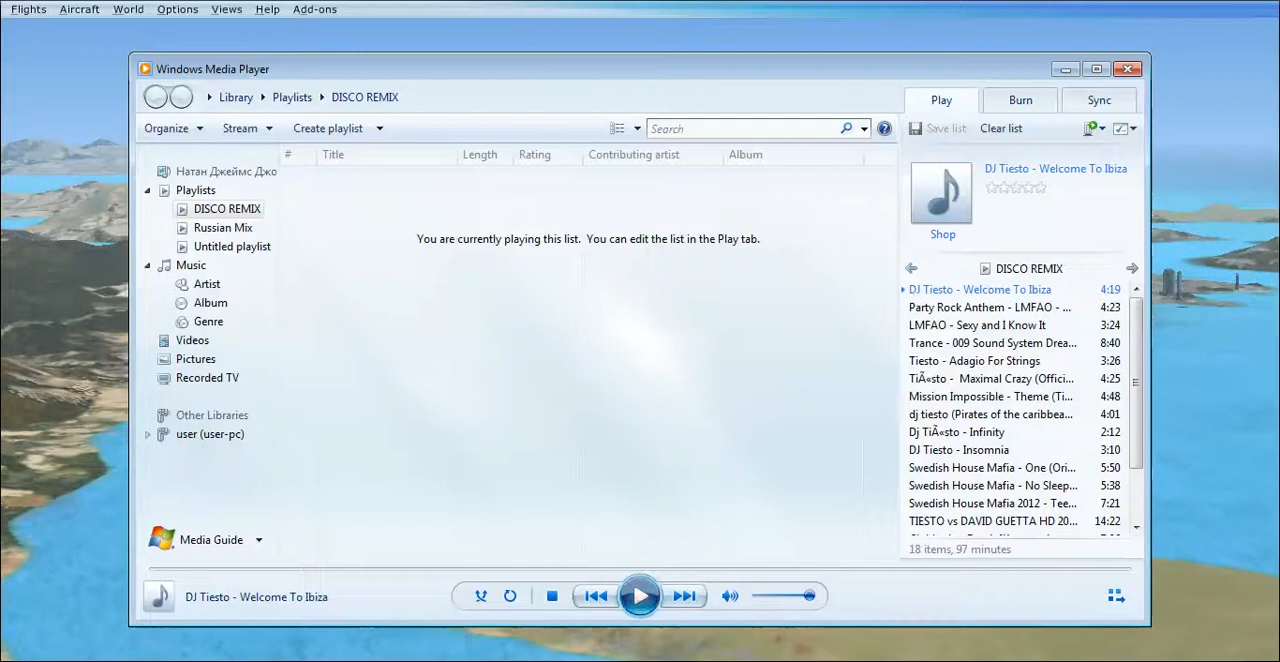 Flights Aircraft World Options Views Help Add-ons
Windows Media Player
Library Playlists DISCO REMIX
Play Burn Sync
Organize Stream Create playlist Search
Save list Clear list
# Title Length Rating Contributing artist Album
Натан Джеймс Джо
Playlists
DISCO REMIX
Russian Mix
Untitled playlist
Music
Artist
Album
Genre
Videos
Pictures
Recorded TV
Other Libraries
user (user-pc)
Media Guide
You are currently playing this list. You can edit the list in the Play tab.
DJ Tiesto - Welcome To Ibiza
Shop
DISCO REMIX
DJ Tiesto - Welcome To Ibiza 4:19
Party Rock Anthem - LMFAO - ... 4:23
LMFAO - Sexy and I Know It 3:24
Trance - 009 Sound System Drea... 8:40
Tiesto - Adagio For Strings 3:26
TiÃ«sto - Maximal Crazy (Offici... 4:25
Mission Impossible - Theme (Ti... 4:48
dj tiesto (Pirates of the caribbea... 4:01
Dj TiÃ«sto - Infinity 2:12
DJ Tiesto - Insomnia 3:10
Swedish House Mafia - One (Ori... 5:50
Swedish House Mafia - No Sleep... 5:38
Swedish House Mafia 2012 - Tee... 7:21
TIESTO vs DAVID GUETTA HD 20... 14:22
18 items, 97 minutes
DJ Tiesto - Welcome To Ibiza